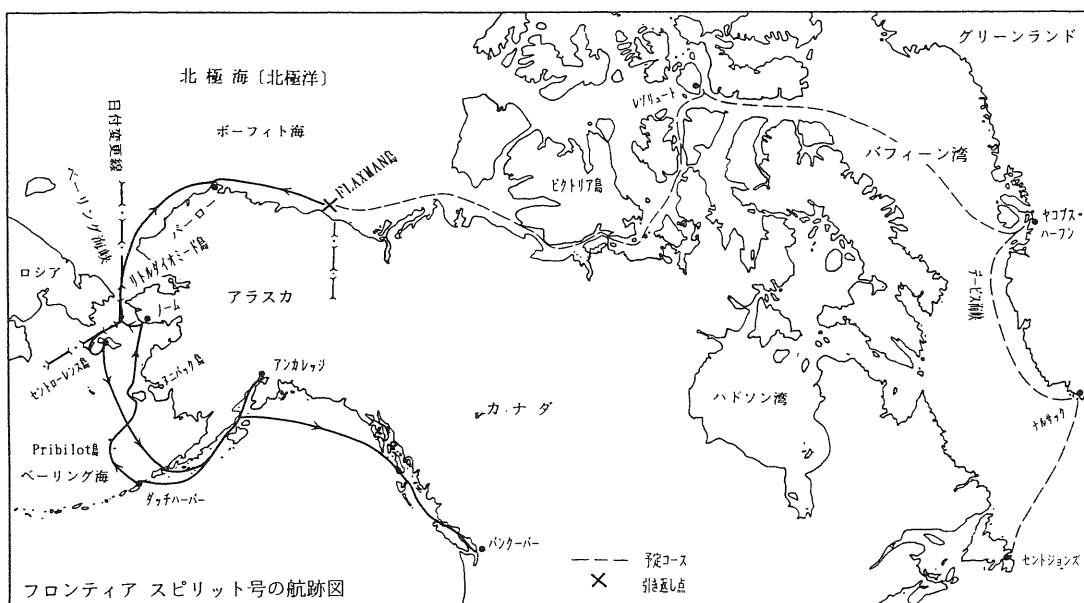 グリーンランド
北極海〔北極洋〕
レゾリュート
日付変更線
ボーフィト海
バフィーン湾
FLAXMAN島
ビクトリア島
ベーリング海峡
バーロー
ヤコブス
ハーフン
リトルダイオミード島
ロシア
デービス海峡
アラスカ
ノーム
セントローレンス島
ヌニバック島
アンカレッジ
カ.ナダ
ハドソン湾
ナルサック
Pribilot島
ベーリング海
ダッチハーバー
バンクーバー
予定コース
セントジョンズ
引き返し点
フロンティア スピリット号の航跡図